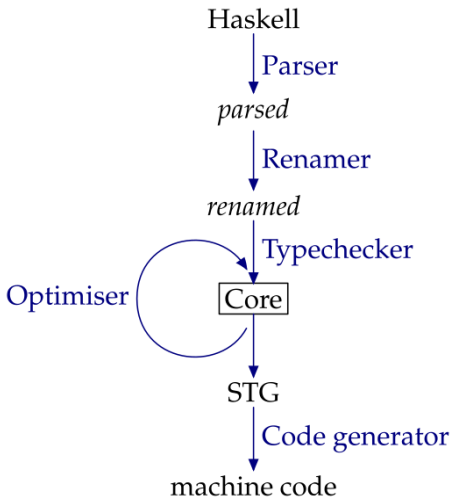 Haskell
Parser
parsed
Renamer
renamed
Typechecker
Optimiser
Core
STG
Code generator
machine code